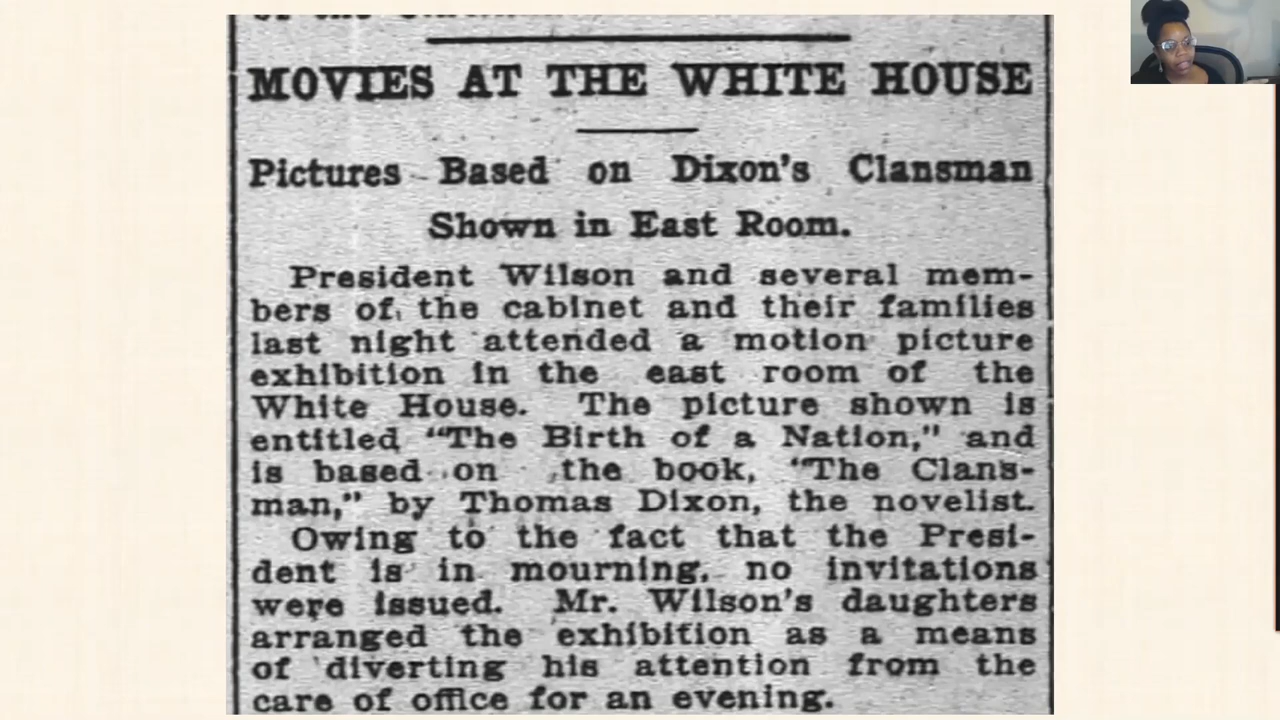 MOVIES AT THE WHITE HOUSE
Pictures Based on Dixon's Clansman
Shown in East Room.
President Wilson and several mem-
bers of the cabinet and their families
last night attended a motion picture
exhibition in the east room of the
White House. The picture shown is
entitled "The Birth of a Nation," and
is based on the book, "The Clans-
man," by Thomas Dixon, the novelist.
Owing to the fact that the Presi-
dent is in mourning, no invitations
were issued. Mr. Wilson's daughters
arranged the exhibition as a means
of diverting his attention from the
care of office for an evening.